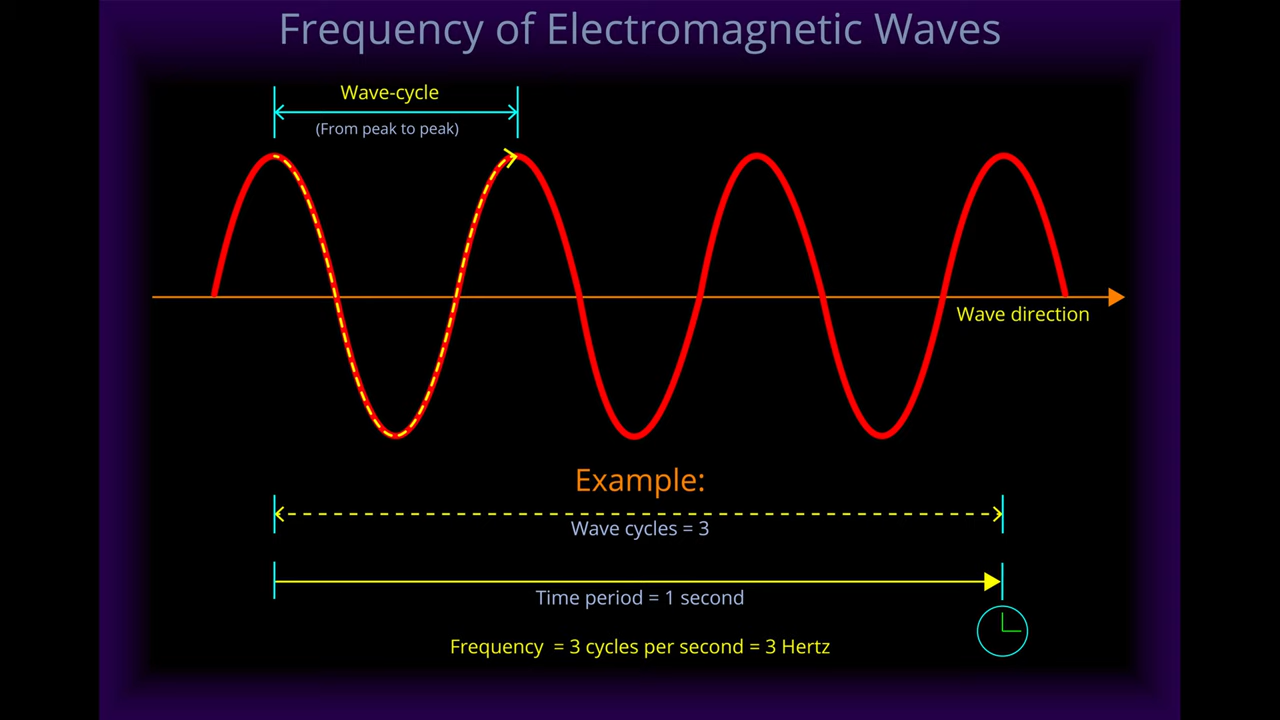 Frequency of Electromagnetic Waves
Wave-cycle
(From peak to peak)
Wave direction
Example:
Wave cycles = 3
Time period = 1 second
Frequency  = 3 cycles per second = 3 Hertz